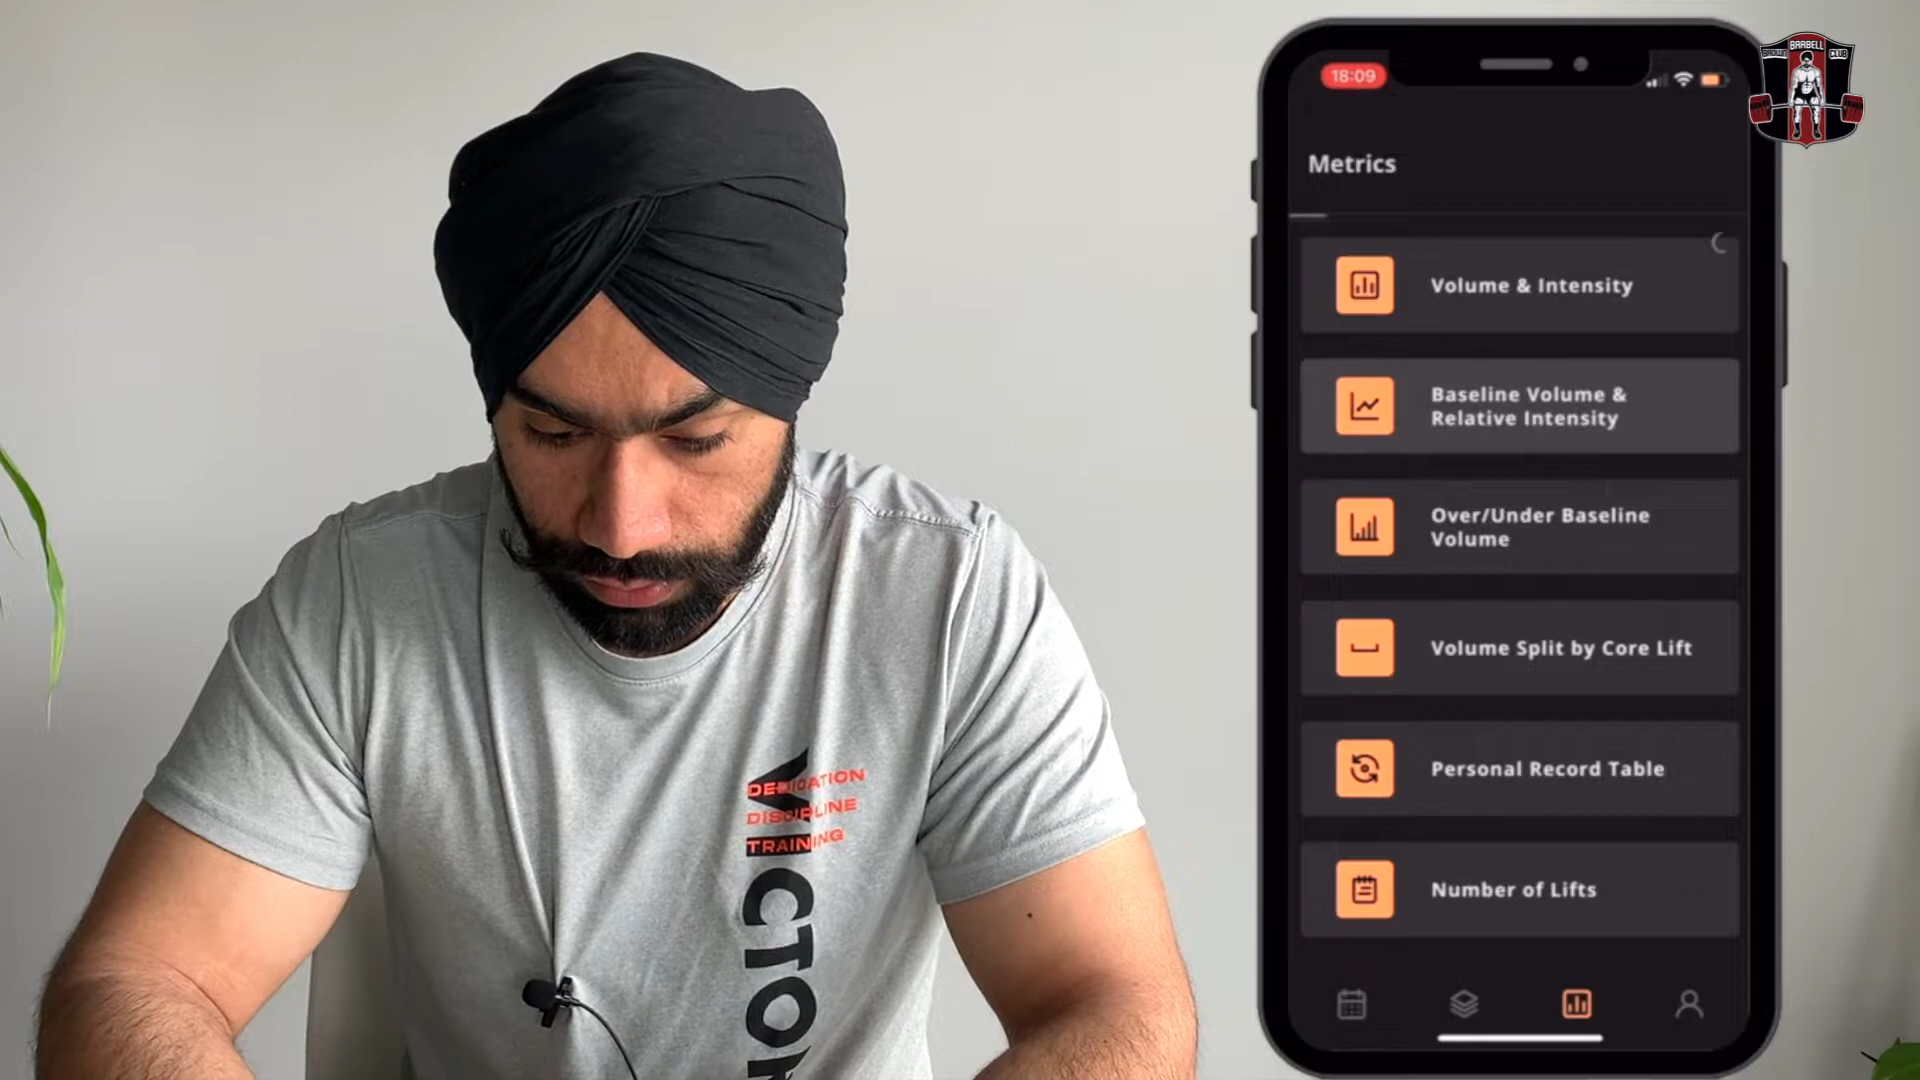 BROWN BARBELL CLUB
18:09
Metrics
Volume & Intensity
Baseline Volume &
Relative Intensity
Over/Under Baseline
Volume
Volume Split by Core Lift
Personal Record Table
Number of Lifts
DEDICATION
DISCIPLINE
TRAINING